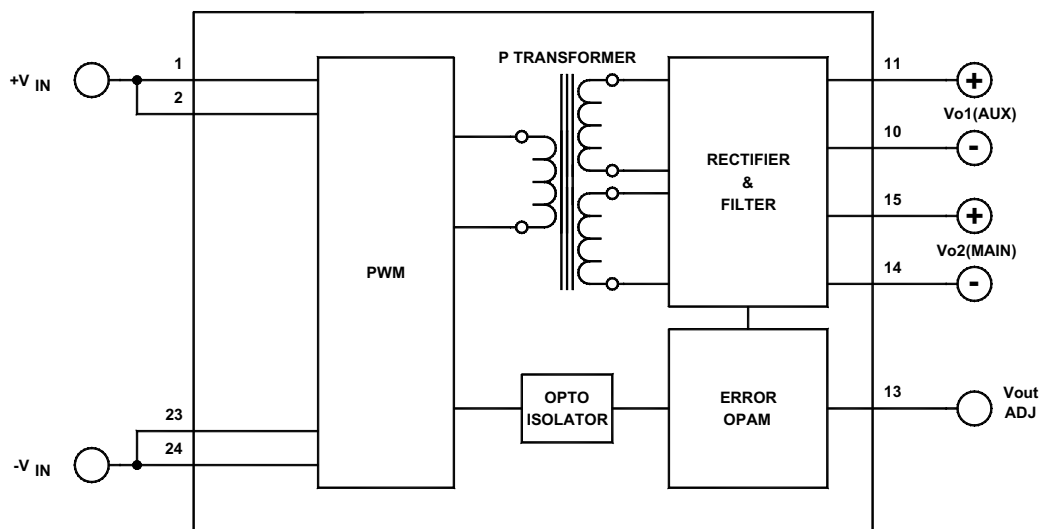 1
P TRANSFORMER
11
+
+V IN
2
Vo1(AUX)
10
-
RECTIFIER
&
FILTER
15
+
Vo2(MAIN)
PWM
14
-
OPTO
ISOLATOR
ERROR
OPAM
13
Vout
ADJ
23
24
-V IN